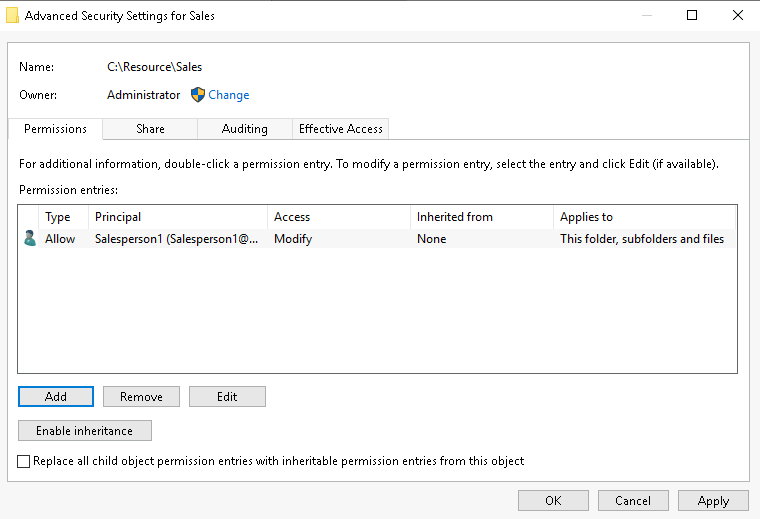 Advanced Security Settings for Sales
Name: C:\Resource\Sales
Owner: Administrator Change
Permissions Share Auditing Effective Access
For additional information, double-click a permission entry. To modify a permission entry, select the entry and click Edit (if available).
Permission entries:
Type Principal Access Inherited from Applies to
Allow Salesperson1 (Salesperson1@... Modify None This folder, subfolders and files
Add Remove Edit
Enable inheritance
Replace all child object permission entries with inheritable permission entries from this object
OK Cancel Apply